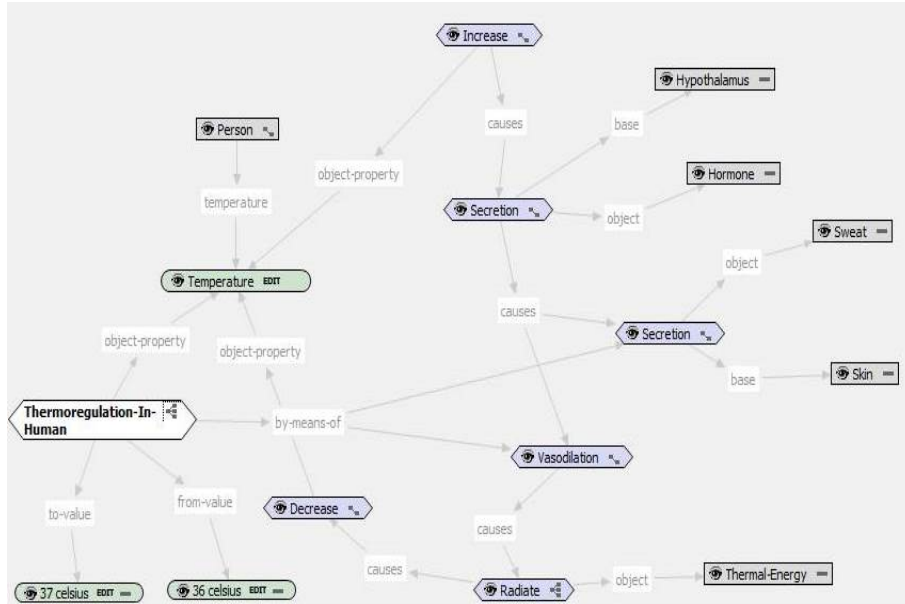 Increase
Hypothalamus
causes
base
Person
object-property
Hormone
temperature
Secretion
object
Sweat
object
Temperature EDIT
causes
Secretion
object-property
object-property
base
Skin
Thermoregulation-In-
Human
by-means-of
Vasodilation
to-value
from-value
Decrease
causes
causes
Thermal-Energy
object
37 celsius EDIT
36 celsius EDIT
Radiate